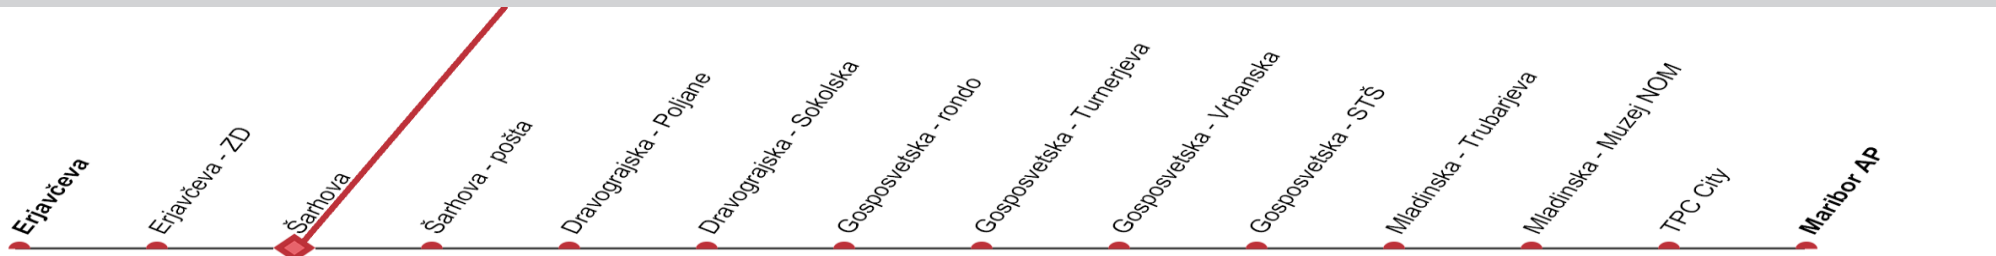 Erjavčeva
Erjavčeva - ZD
Šarhova
Šarhova - pošta
Dravograjska - Poljane
Dravograjska - Sokolska
Gosposvetska - rondo
Gosposvetska - Turnerjeva
Gosposvetska - Vrbanska
Gosposvetska - STŠ
Mladinska - Trubarjeva
Mladinska - Muzej NOM
TPC City
Maribor AP